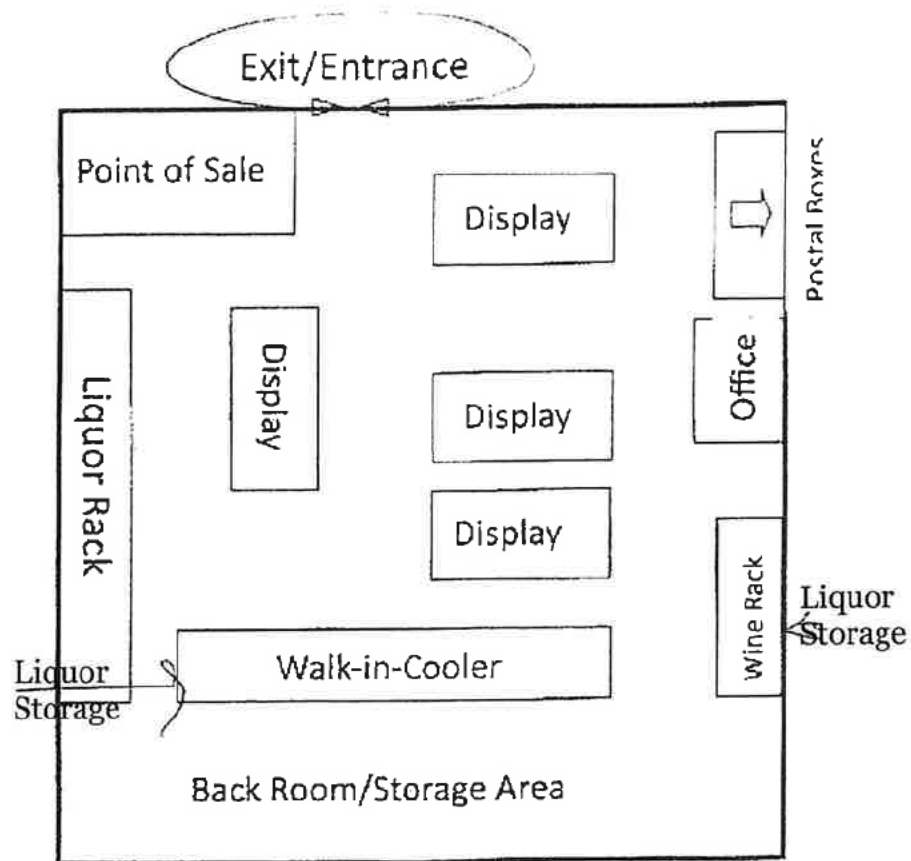 Exit/Entrance
Point of Sale
Display
Postal Boxes
Liquor Rack
Display
Office
Display
Display
Wine Rack
Liquor
Storage
Walk-in-Cooler
Liquor
Storage
Back Room/Storage Area